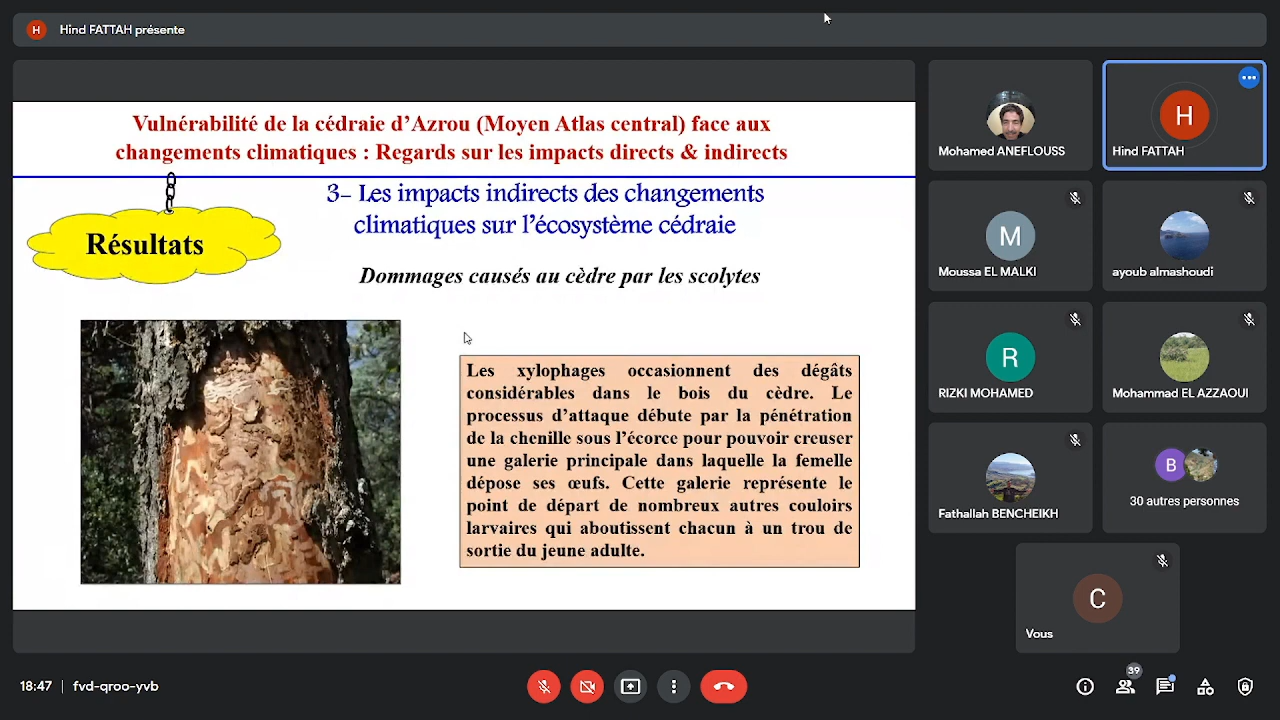 H
Hind FATTAH présente
Vulnérabilité de la cédraie d’Azrou (Moyen Atlas central) face aux
changements climatiques : Regards sur les impacts directs & indirects
3- Les impacts indirects des changements
climatiques sur l’écosystème cédraie
Résultats
Dommages causés au cèdre par les scolytes
Les xylophages occasionnent des dégâts
considérables dans le bois du cèdre. Le
processus d’attaque débute par la pénétration
de la chenille sous l’écorce pour pouvoir creuser
une galerie principale dans laquelle la femelle
dépose ses œufs. Cette galerie représente le
point de départ de nombreux autres couloirs
larvaires qui aboutissent chacun à un trou de
sortie du jeune adulte.
Mohamed ANEFLOUSS
H
Hind FATTAH
M
Moussa EL MALKI
ayoub almashoudi
R
RIZKI MOHAMED
Mohammad EL AZZAOUI
Fathallah BENCHEIKH
B
30 autres personnes
C
Vous
18:47 | fvd-qroo-yvb
39